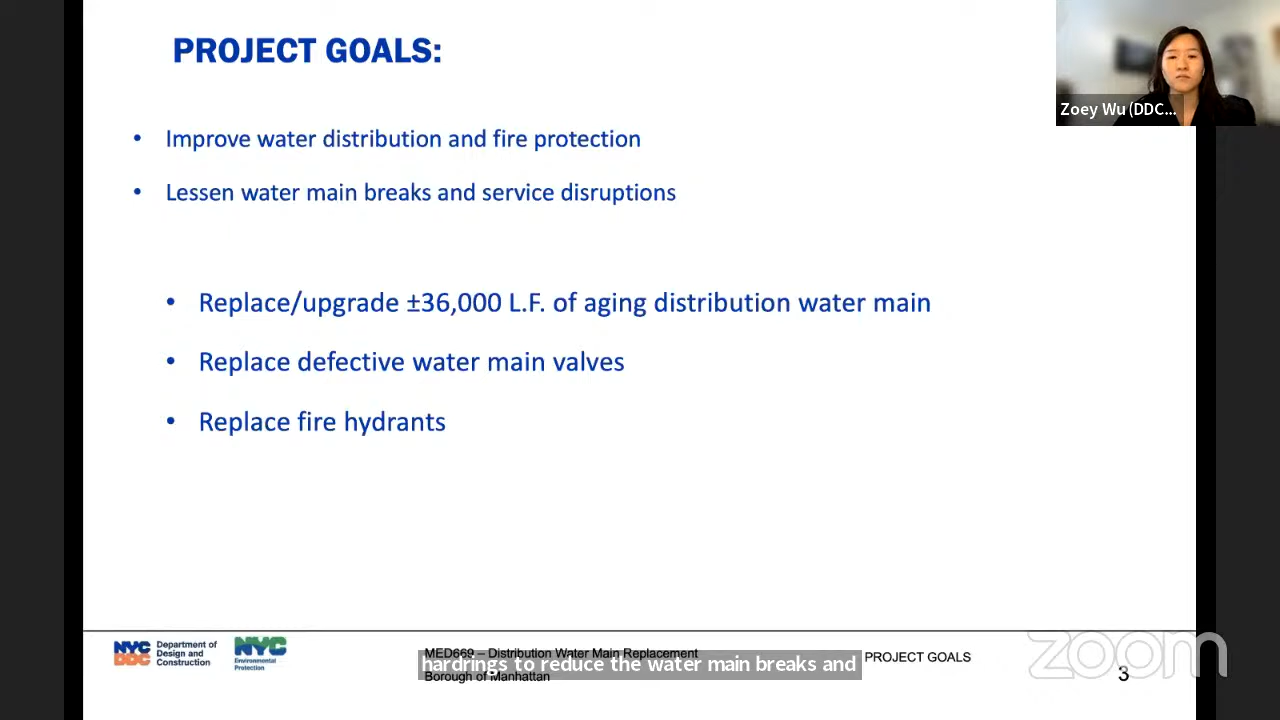 PROJECT GOALS:
Zoey Wu (DDC...
• Improve water distribution and fire protection
• Lessen water main breaks and service disruptions
• Replace/upgrade ±36,000 L.F. of aging distribution water main
• Replace defective water main valves
• Replace fire hydrants
NYC DDC
Department of
Design and
Construction
NYC
Environmental
Protection
MED669 – Distribution Water Main Replacement
Borough of Manhattan
hardrings to reduce the water main breaks and
PROJECT GOALS
3
zoom